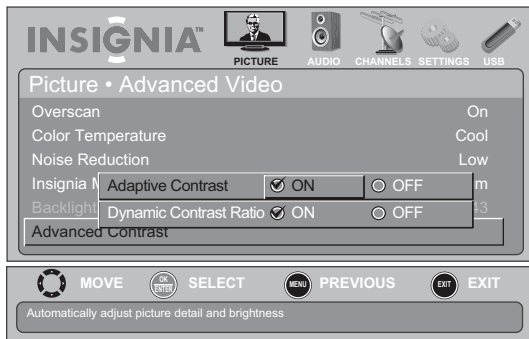 INSIGNIA™
PICTURE AUDIO CHANNELS SETTINGS USB
Picture • Advanced Video
Overscan On
Color Temperature Cool
Noise Reduction Low
Insignia m
Adaptive Contrast ON OFF
Backlight 43
Dynamic Contrast Ratio ON OFF
Advanced Contrast
MOVE OK ENTER SELECT MENU PREVIOUS EXIT EXIT
Automatically adjust picture detail and brightness